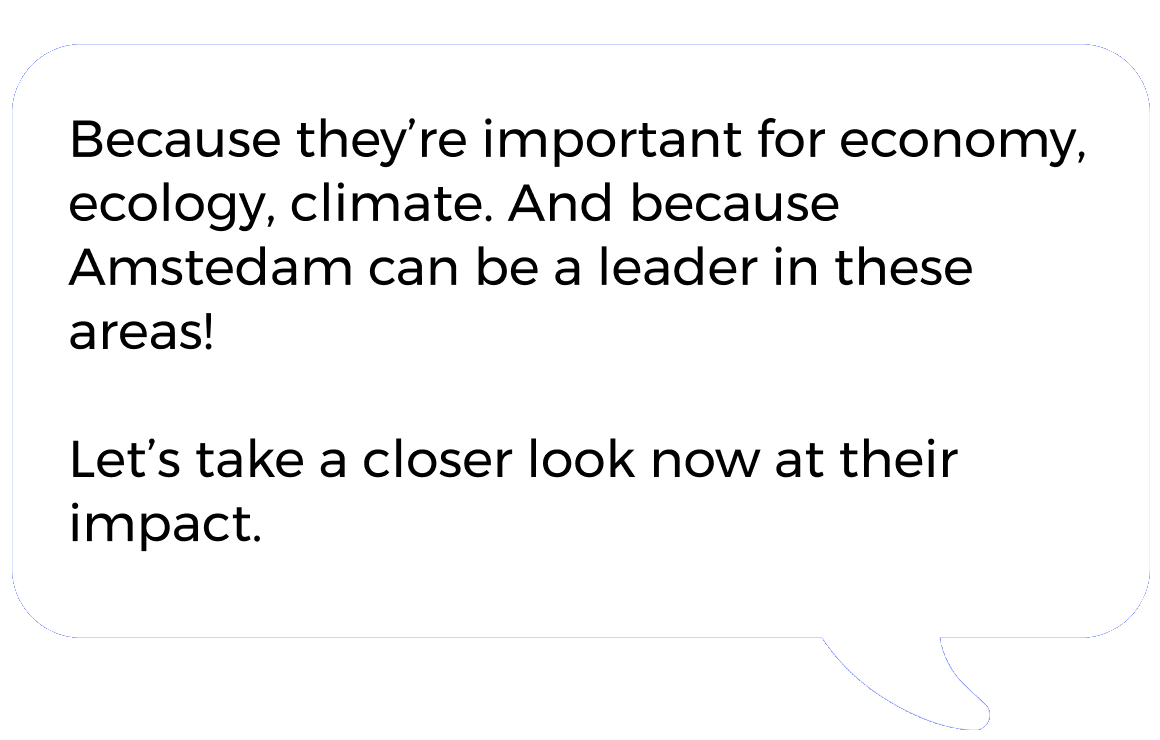 Because they’re important for economy,
ecology, climate. And because
Amstedam can be a leader in these
areas!
Let’s take a closer look now at their
impact.